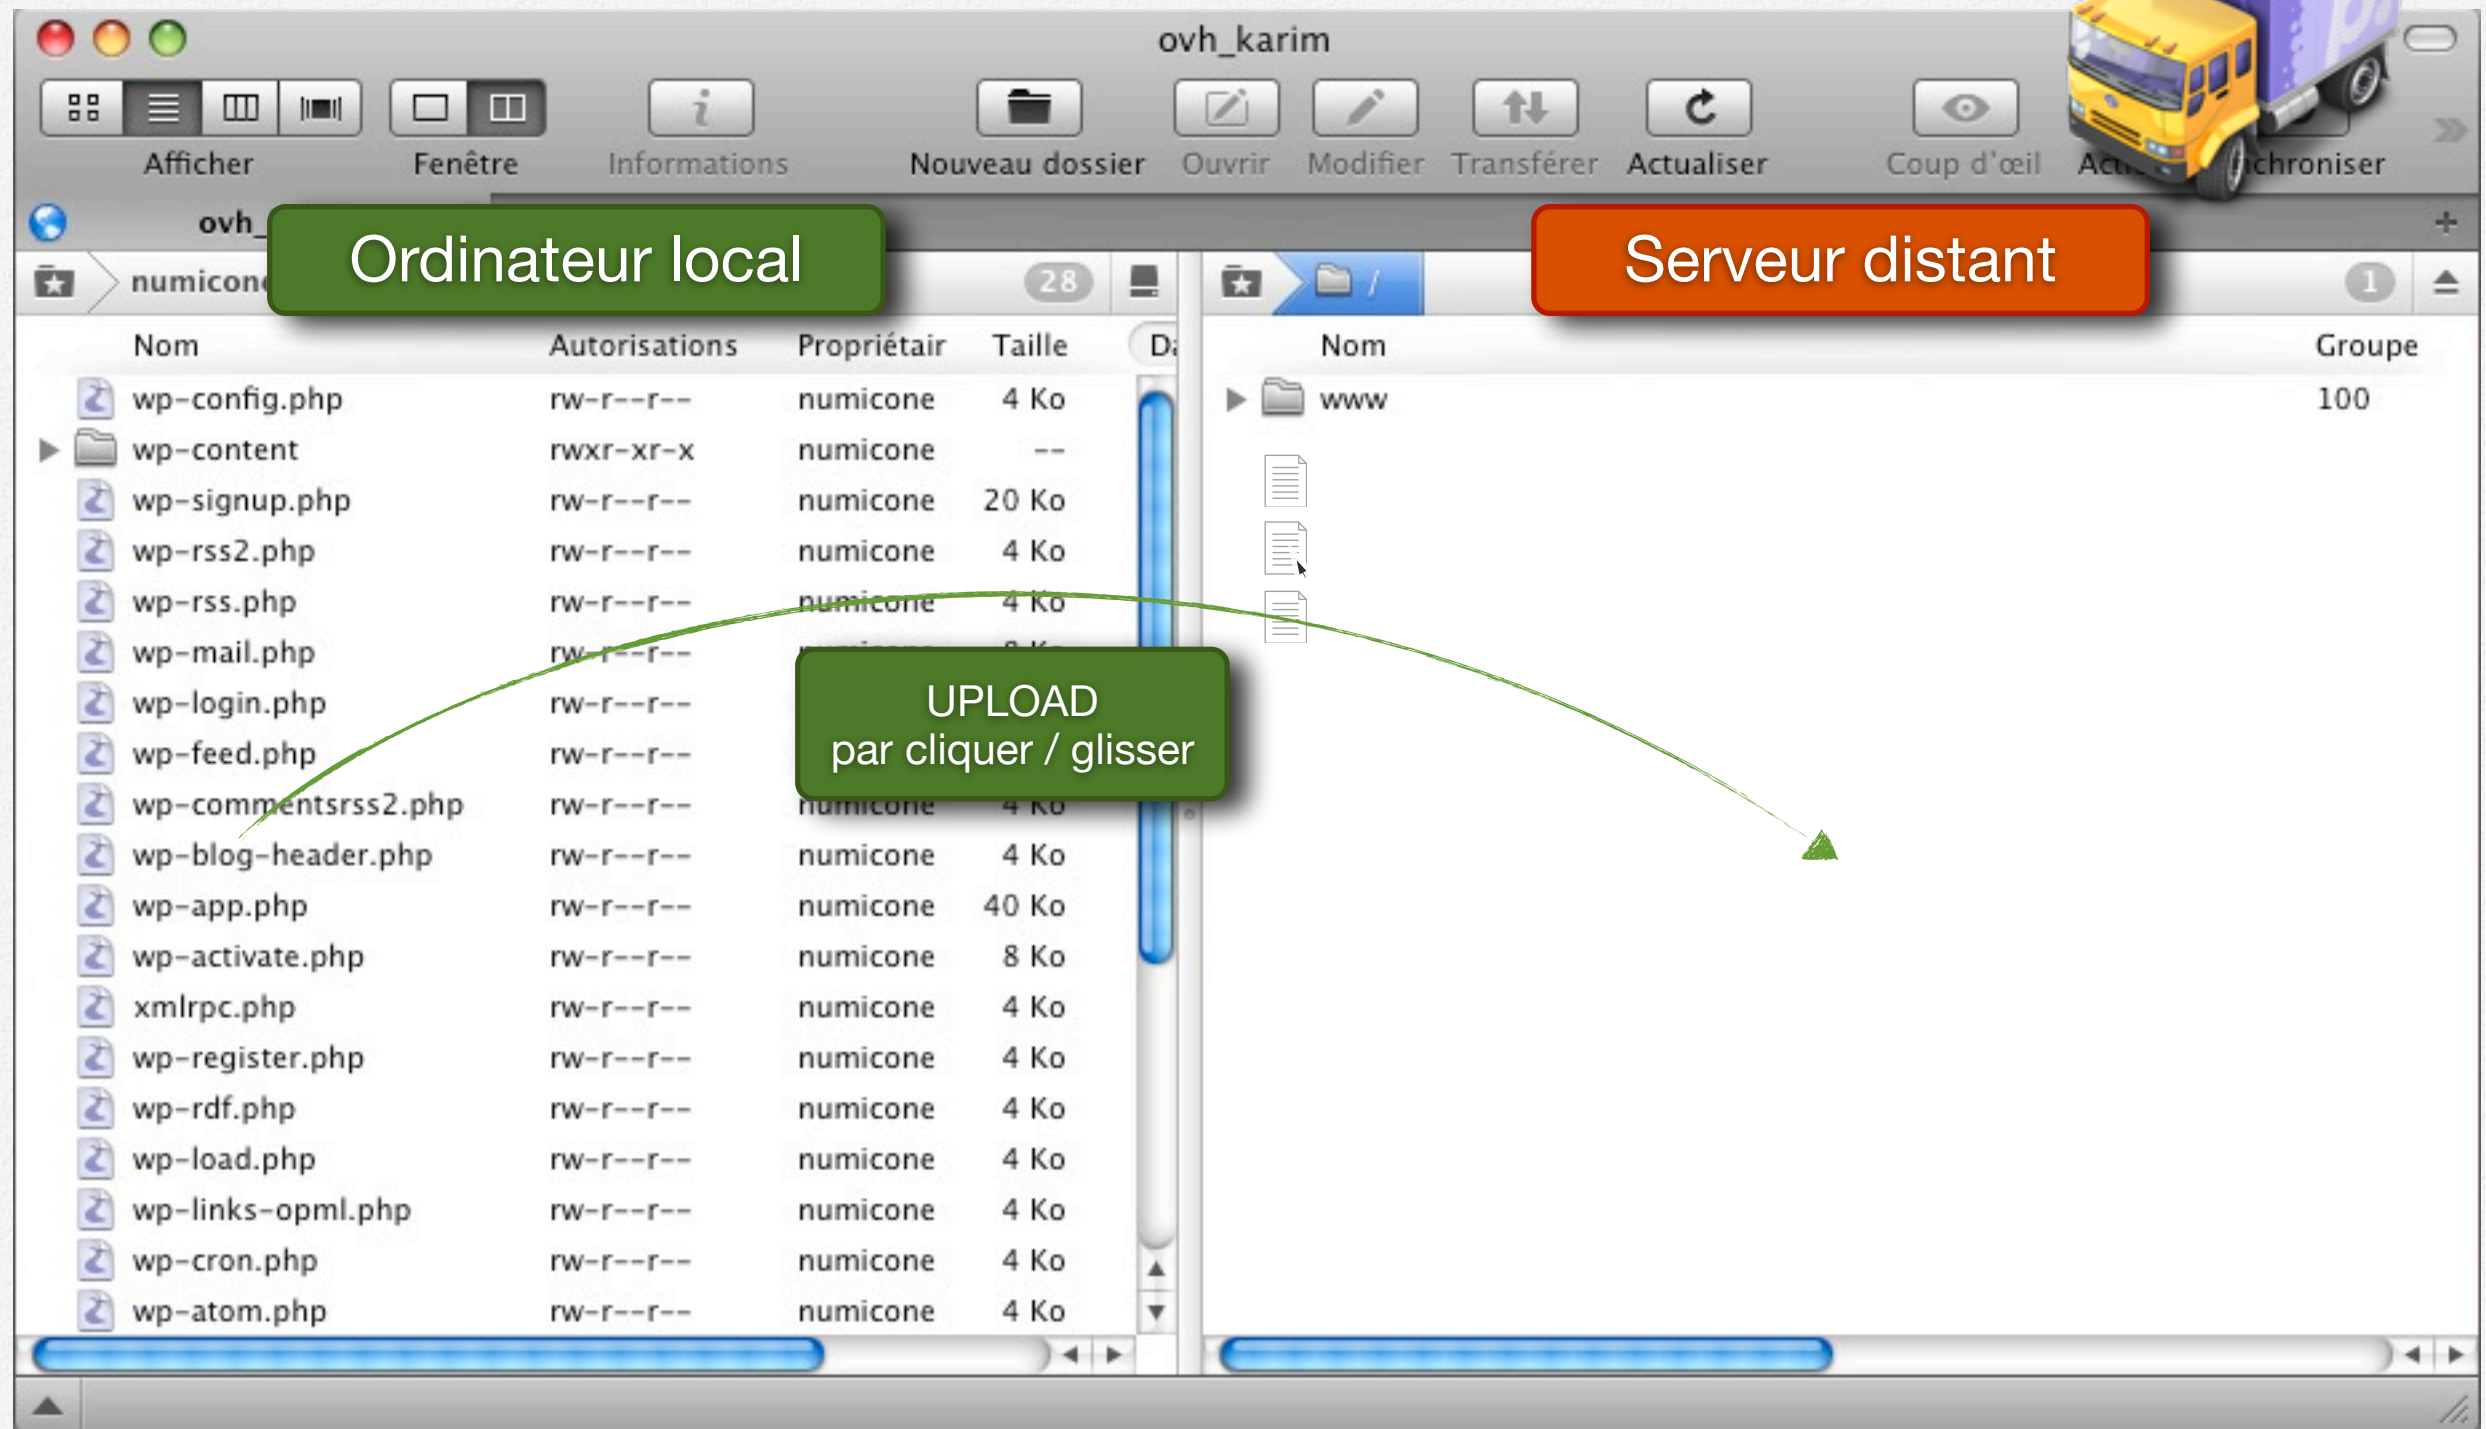 ovh_karim
Afficher Fenêtre Informations Nouveau dossier Ouvrir Modifier Transférer Actualiser Coup d'œil
ovh_
Ordinateur local
Serveur distant
28
/
1
Nom Autorisations Propriétair Taille
Nom Groupe
wp-config.php rw-r--r-- numicone 4 Ko
www 100
wp-content rwxr-xr-x numicone --
wp-signup.php rw-r--r-- numicone 20 Ko
wp-rss2.php rw-r--r-- numicone 4 Ko
wp-rss.php rw-r--r-- numicone 4 Ko
wp-mail.php rw-r--r--
wp-login.php rw-r--r--
UPLOAD
par cliquer / glisser
wp-feed.php rw-r--r--
wp-commentsrss2.php rw-r--r-- numicone 4 Ko
wp-blog-header.php rw-r--r-- numicone 4 Ko
wp-app.php rw-r--r-- numicone 40 Ko
wp-activate.php rw-r--r-- numicone 8 Ko
xmlrpc.php rw-r--r-- numicone 4 Ko
wp-register.php rw-r--r-- numicone 4 Ko
wp-rdf.php rw-r--r-- numicone 4 Ko
wp-load.php rw-r--r-- numicone 4 Ko
wp-links-opml.php rw-r--r-- numicone 4 Ko
wp-cron.php rw-r--r-- numicone 4 Ko
wp-atom.php rw-r--r-- numicone 4 Ko